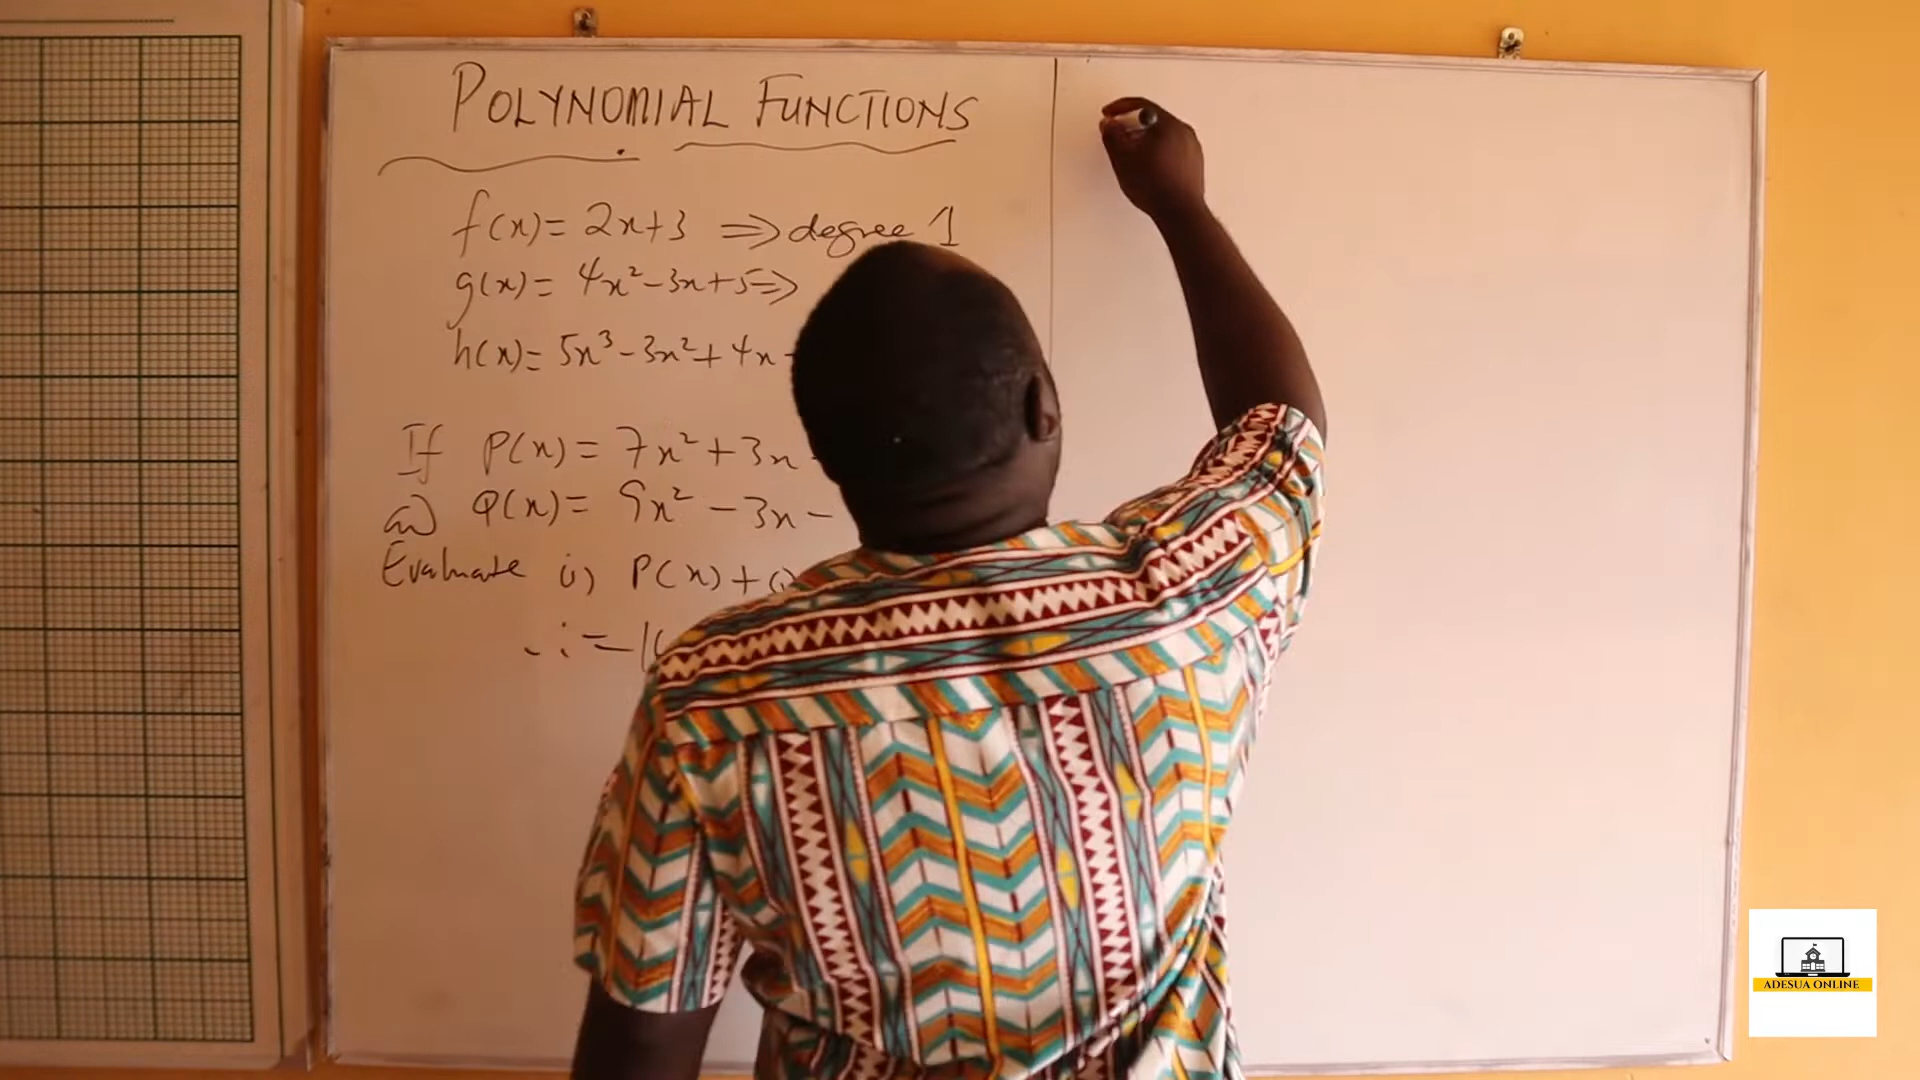 POLYNOMIAL FUNCTIONS
f(x) = 2x+3 ⇒ degree 1
g(x) = 4x² - 3x + 5 ⇒
h(x) = 5x³ - 3x² + 4x
If P(x) = 7x² + 3x
Q(x) = 9x² - 3x -
Evaluate i) P(x) +
ADESUA ONLINE